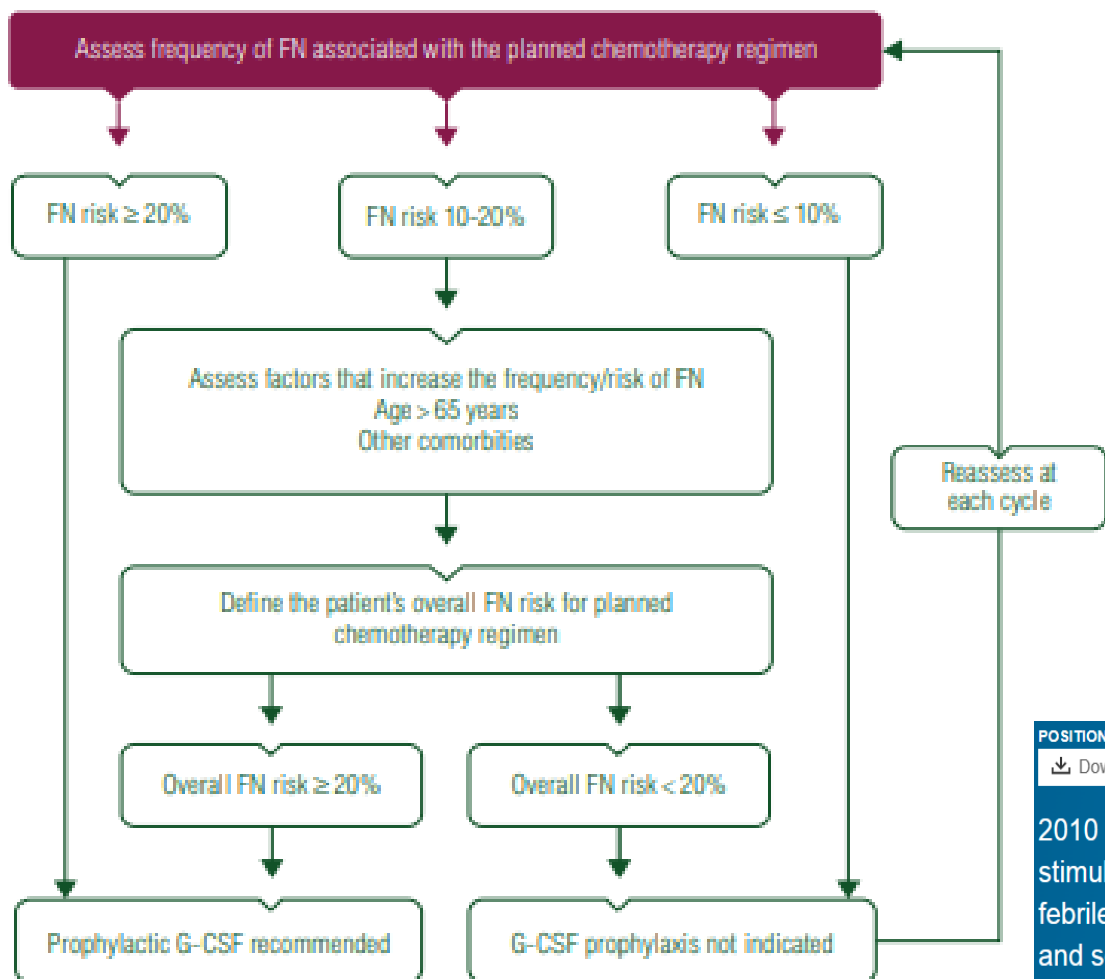 Assess frequency of FN associated with the planned chemotherapy regimen
FN risk ≥ 20%
FN risk 10-20%
FN risk ≤ 10%
Assess factors that increase the frequency/risk of FN
Age > 65 years
Other comorbities
Reassess at
each cycle
Define the patient's overall FN risk for planned
chemotherapy regimen
Overall FN risk ≥ 20%
Overall FN risk < 20%
Prophylactic G-CSF recommended
G-CSF prophylaxis not indicated
POSITION
2010
febrile
and s